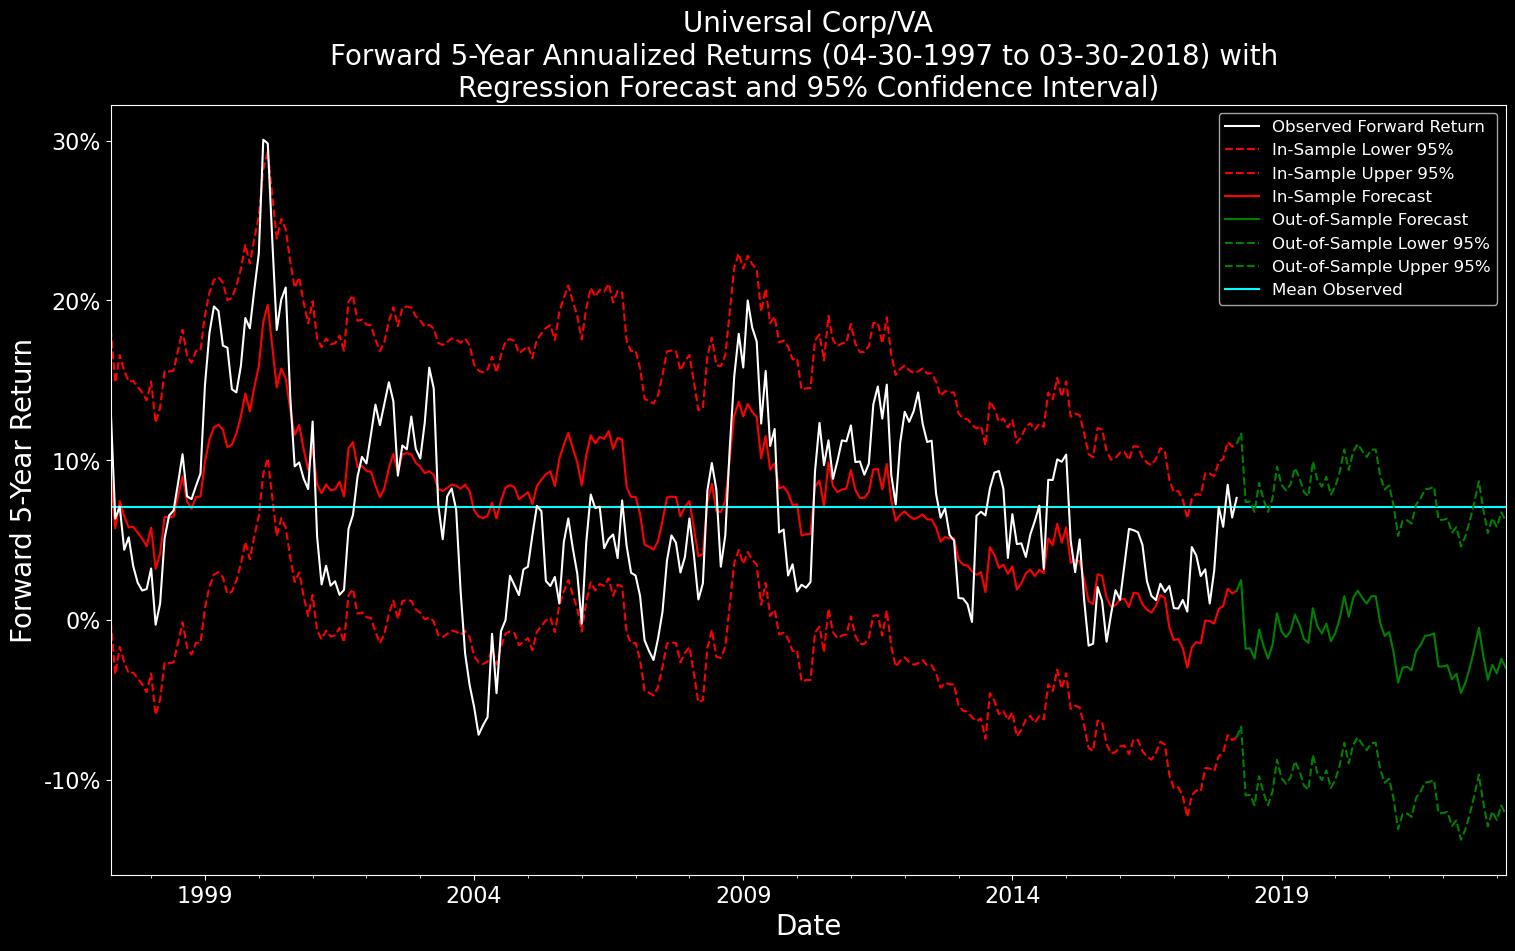 Universal Corp/VA
Forward 5-Year Annualized Returns (04-30-1997 to 03-30-2018) with
Regression Forecast and 95% Confidence Interval)
Observed Forward Return
In-Sample Lower 95%
In-Sample Upper 95%
In-Sample Forecast
Out-of-Sample Forecast
Out-of-Sample Lower 95%
Out-of-Sample Upper 95%
Mean Observed
Forward 5-Year Return
30%
20%
10%
0%
-10%
1999
2004
2009
2014
2019
Date